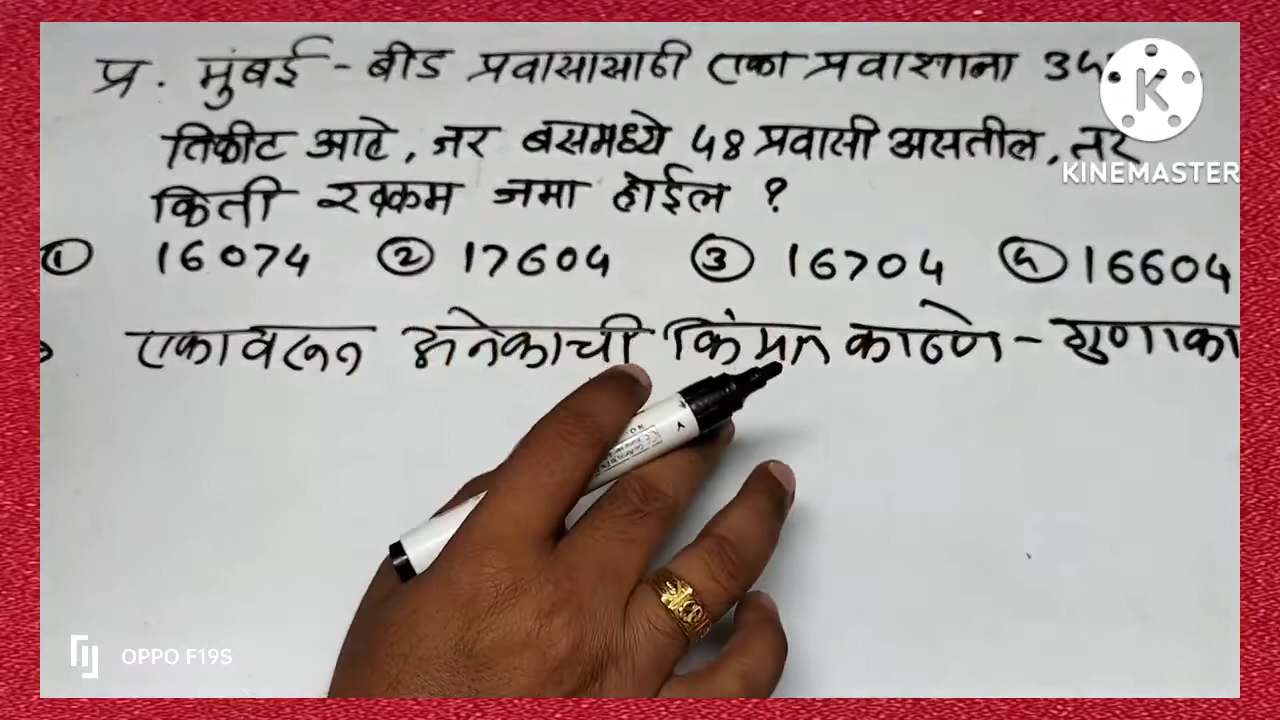 प्र. मुंबई - बीड प्रवासासाठी एका प्रवाशाला
तिकीट आहे, जर बसमध्ये 48 प्रवासी असतील, तर
किती रक्कम जमा होईल ?
① 16074 ② 17604 ③ 16704 ④ 16604
एकावरून अनेकाची किंमत काढणे - गुणाका
KINEMASTER
OPPO F19S